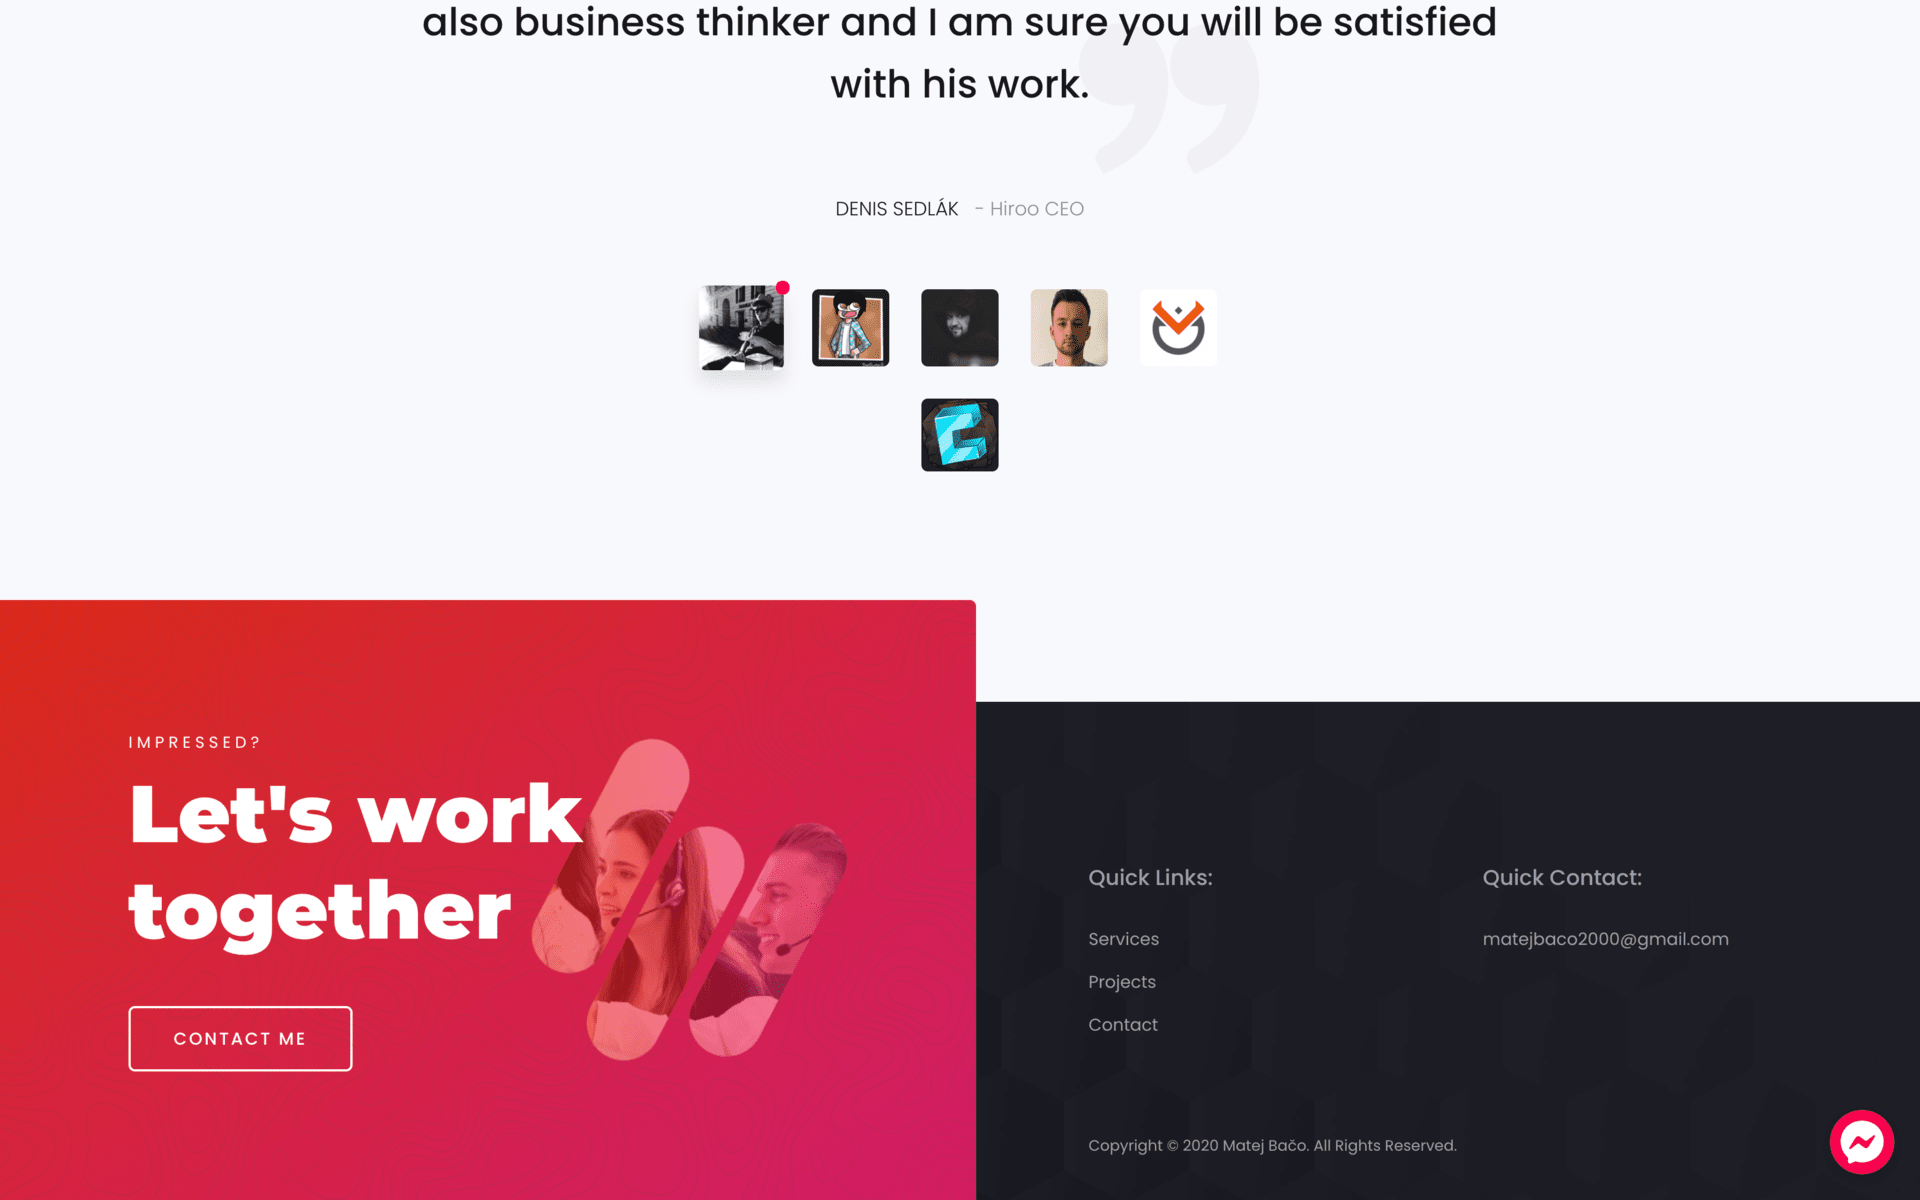 also business thinker and I am sure you will be satisfied
with his work.
DENIS SEDLÁK - Hiroo CEO
IMPRESSED?
Let's work
together
CONTACT ME
Quick Links:
Services
Projects
Contact
Quick Contact:
matejbaco2000@gmail.com
Copyright © 2020 Matej Bačo. All Rights Reserved.